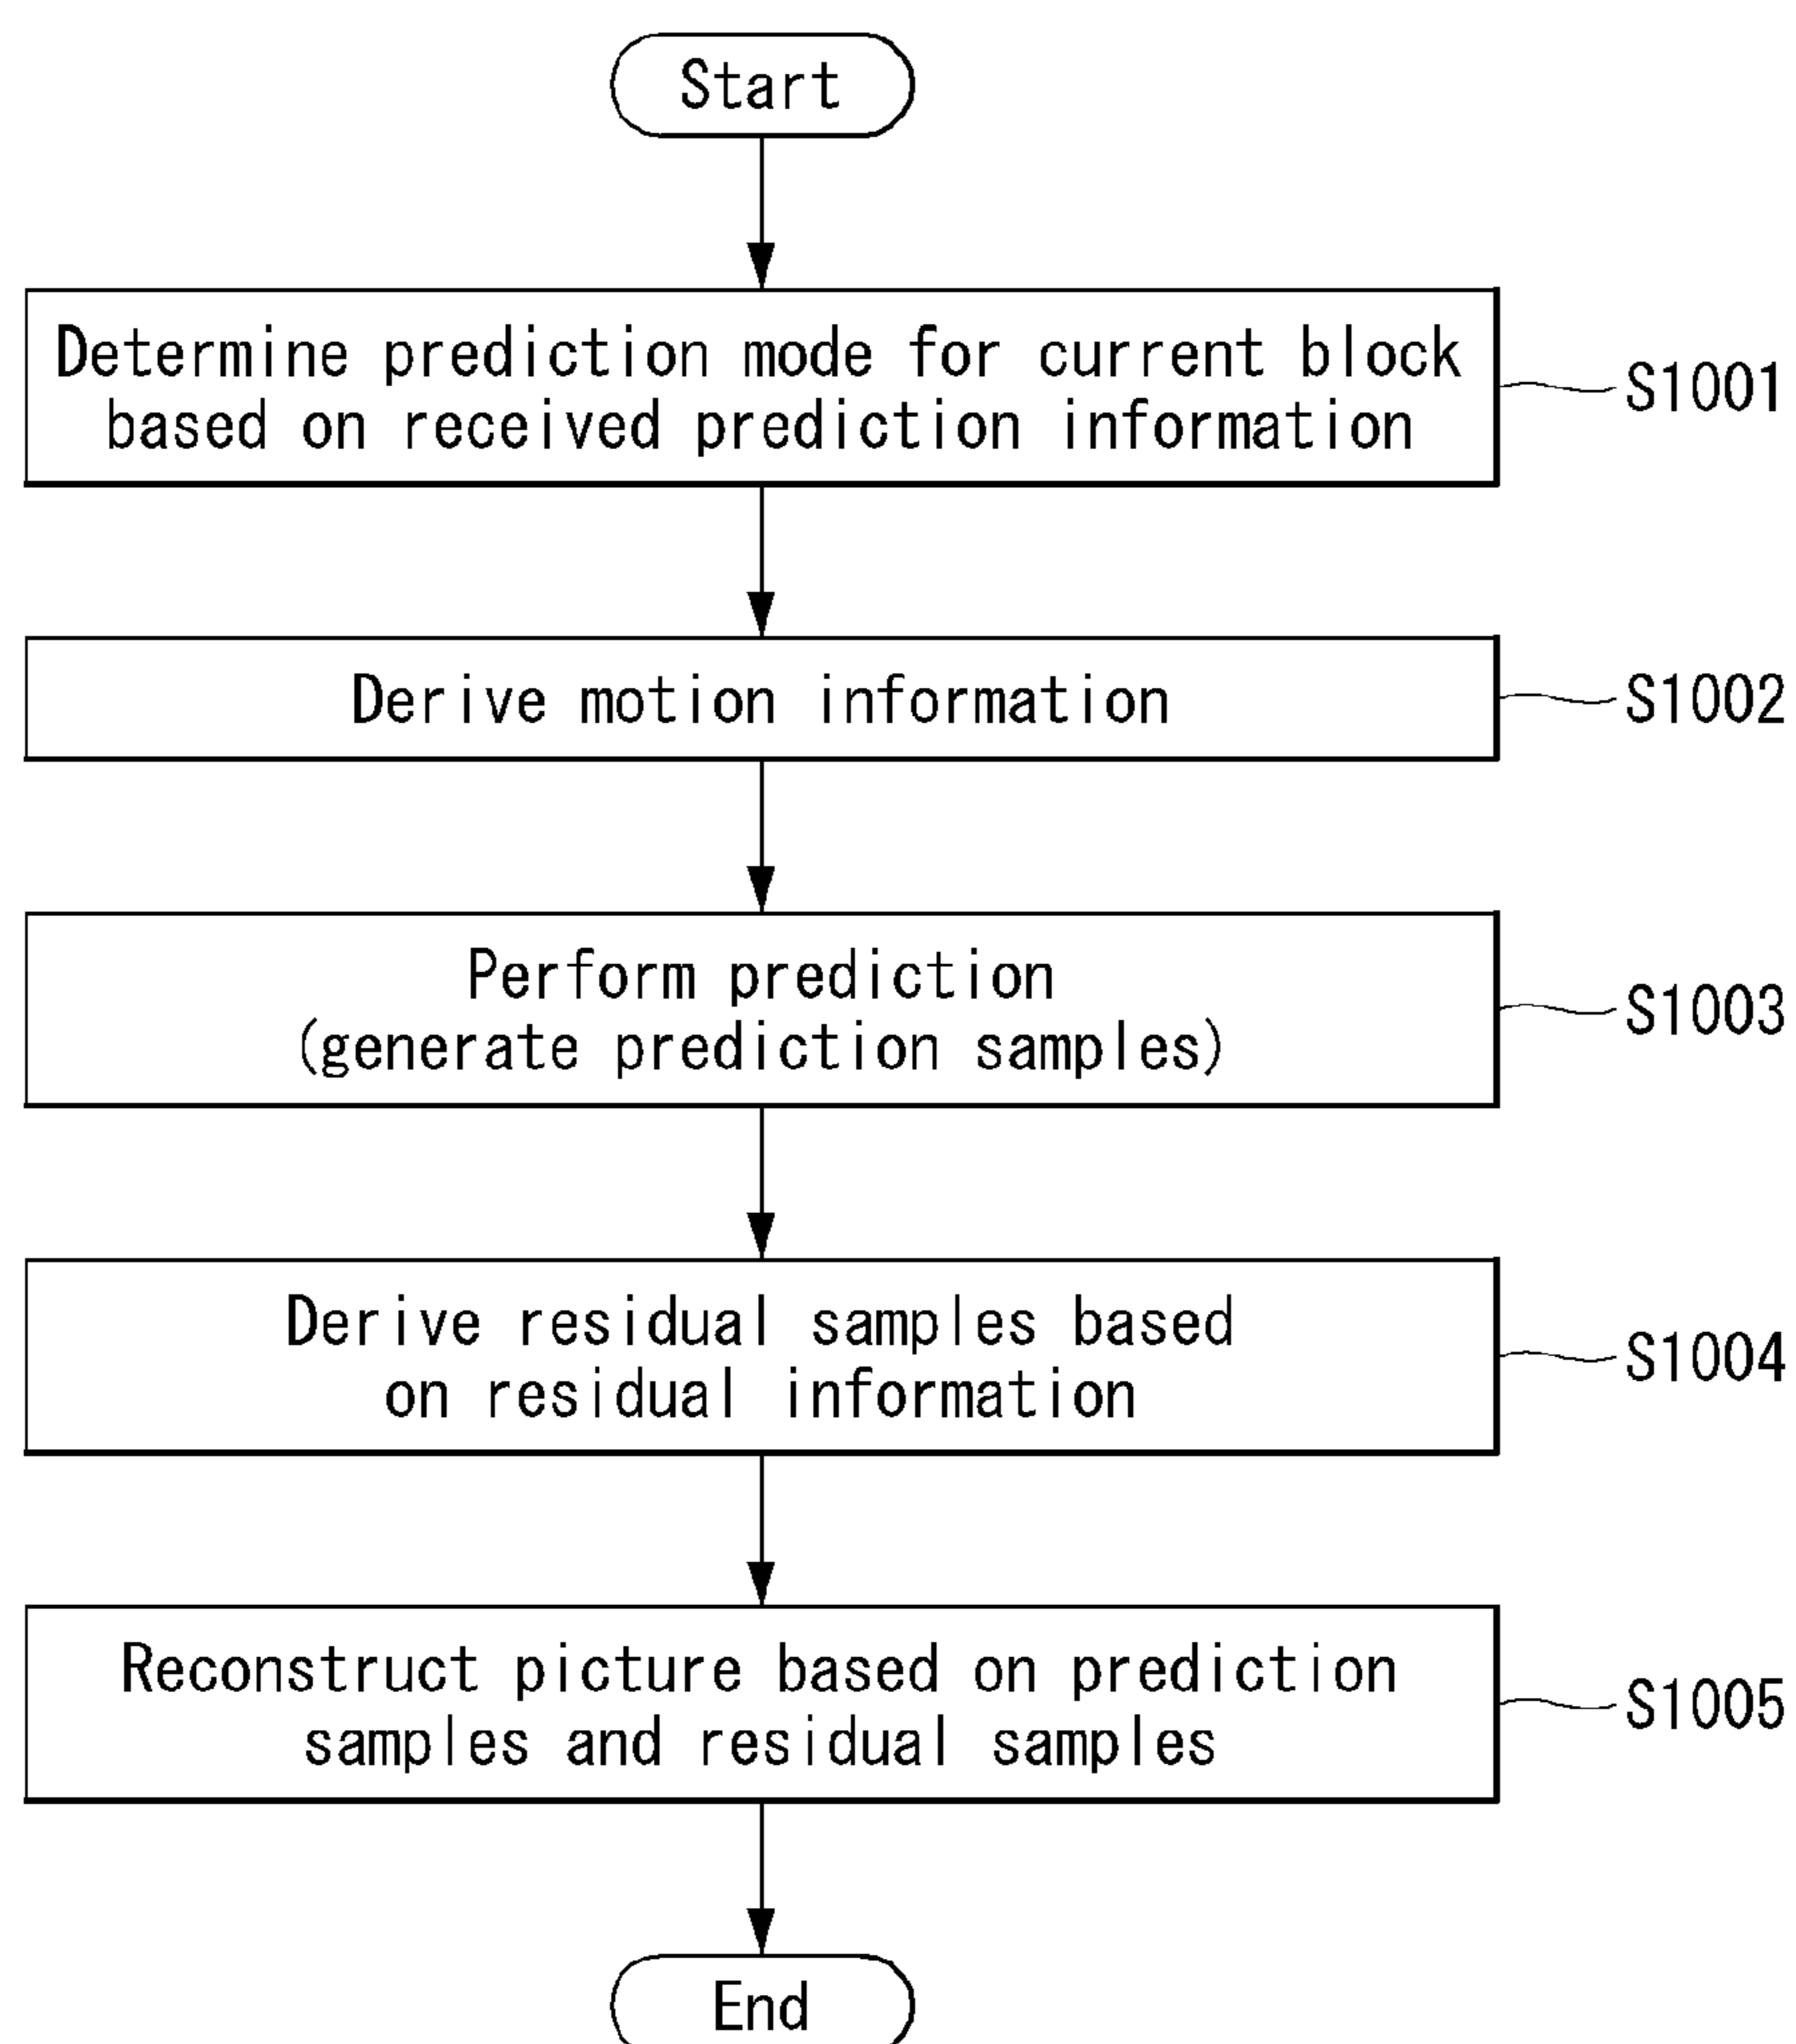 Start
Determine prediction mode for current block
based on received prediction information
S1001
Derive motion information
S1002
Perform prediction
(generate prediction samples)
S1003
Derive residual samples based
on residual information
S1004
Reconstruct picture based on prediction
samples and residual samples
S1005
End